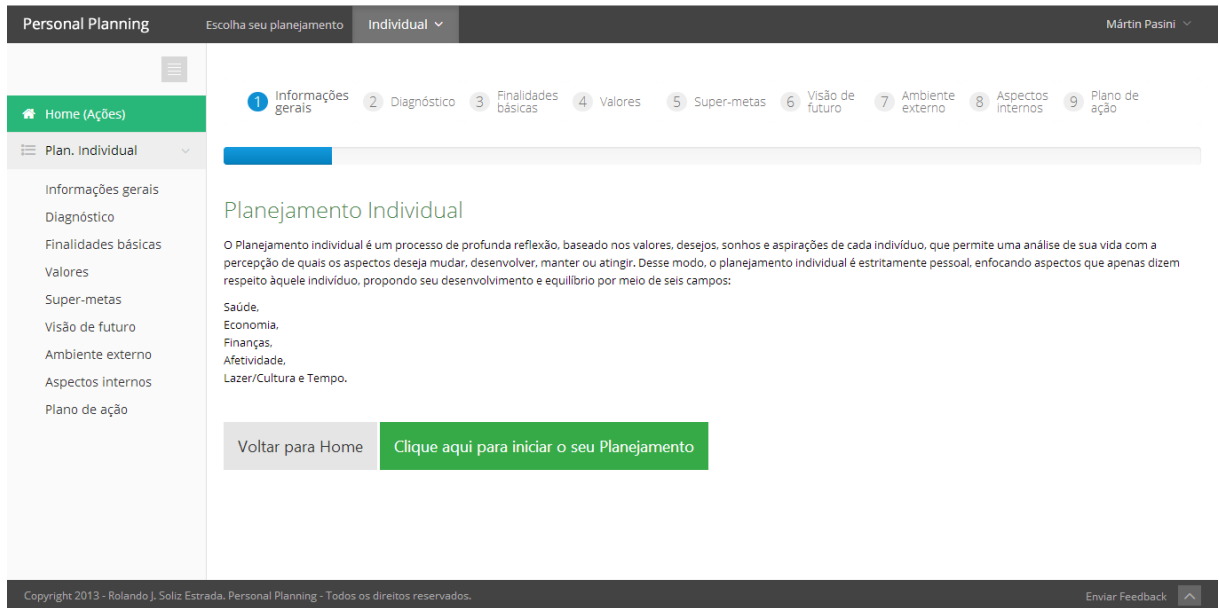 Personal Planning
Escolha seu planejamento
Individual
Mártin Pasini
Home (Ações)
Plan. Individual
Informações gerais
Diagnóstico
Finalidades básicas
Valores
Super-metas
Visão de futuro
Ambiente externo
Aspectos internos
Plano de ação
1 Informações
gerais
2 Diagnóstico
3 Finalidades
básicas
4 Valores
5 Super-metas
6 Visão de
futuro
7 Ambiente
externo
8 Aspectos
internos
9 Plano de
ação
Planejamento Individual
O Planejamento individual é um processo de profunda reflexão, baseado nos valores, desejos, sonhos e aspirações de cada indivíduo, que permite uma análise de sua vida com a
percepção de quais os aspectos deseja mudar, desenvolver, manter ou atingir. Desse modo, o planejamento individual é estritamente pessoal, enfocando aspectos que apenas dizem
respeito àquele indivíduo, propondo seu desenvolvimento e equilíbrio por meio de seis campos:
Saúde,
Economia,
Finanças,
Afetividade,
Lazer/Cultura e Tempo.
Voltar para Home
Clique aqui para iniciar o seu Planejamento
Copyright 2013 - Rolando J. Soliz Estrada. Personal Planning - Todos os direitos reservados.
Enviar Feedback